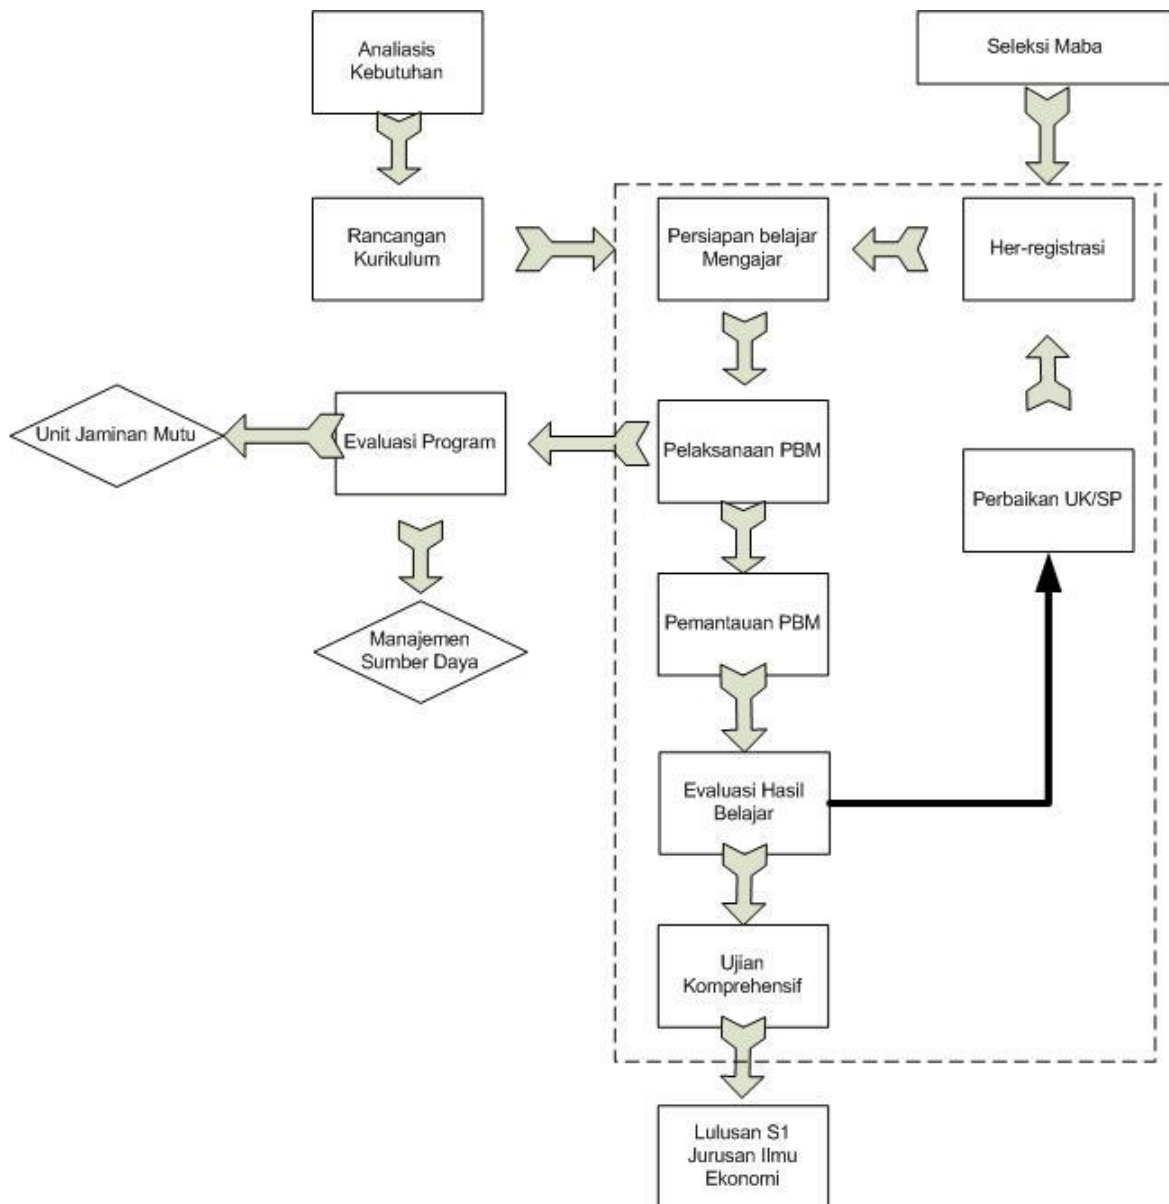 Analiasis
Kebutuhan
Seleksi Maba
Rancangan
Kurikulum
Persiapan belajar
Mengajar
Her-registrasi
Unit Jaminan Mutu
Evaluasi Program
Pelaksanaan PBM
Perbaikan UK/SP
Manajemen
Sumber Daya
Pemantauan PBM
Evaluasi Hasil
Belajar
Ujian
Komprehensif
Lulusan S1
Jurusan Ilmu
Ekonomi